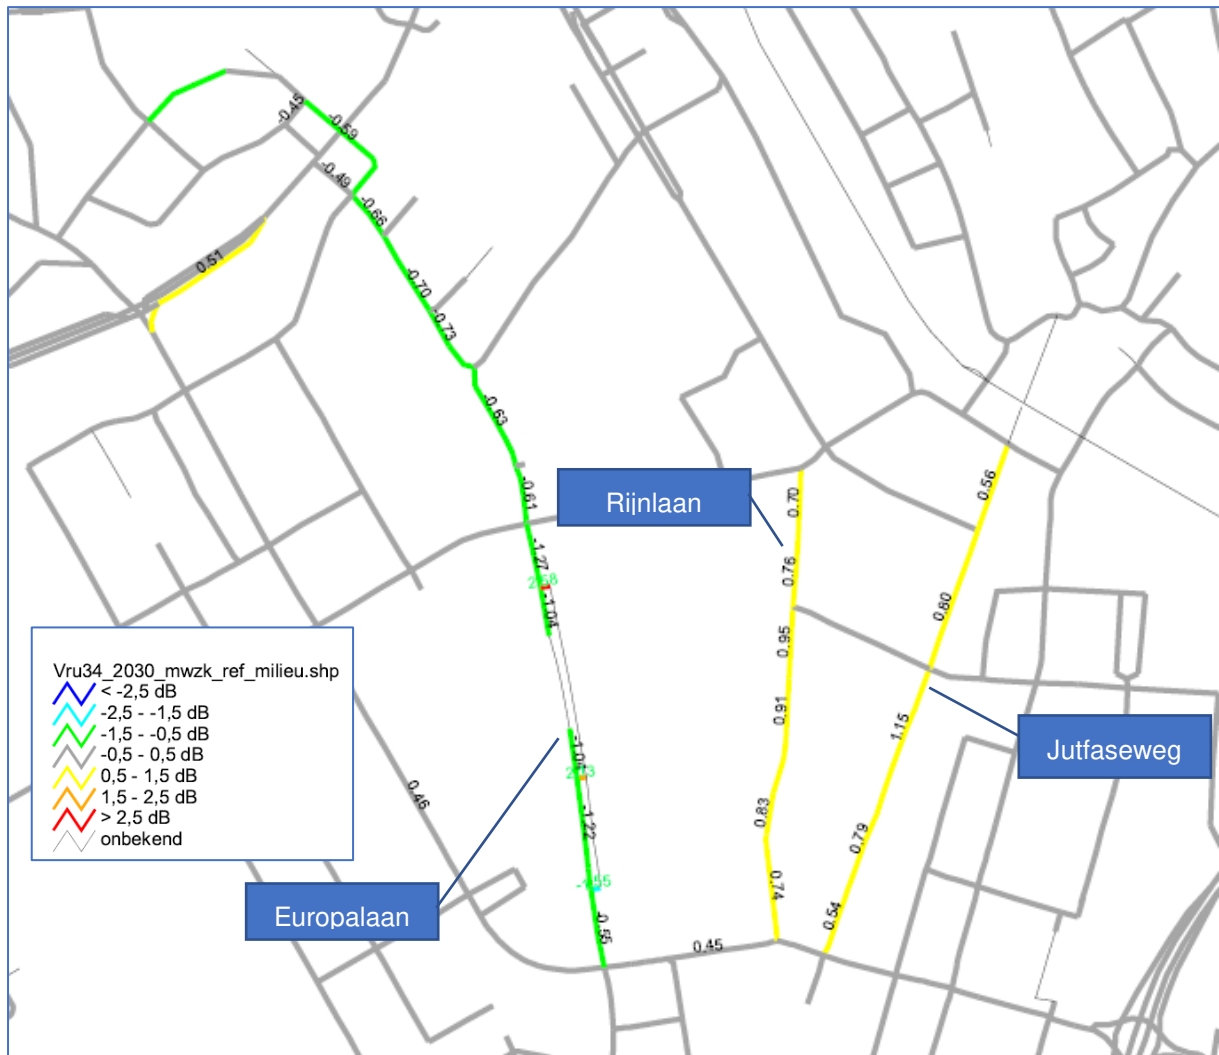 -0.45
-0.59
-0.49
-0.66
0.51
-0.70
-0.73
-0.63
-0.61
Rijnlaan
0.70
0.56
-1.27
0.76
-1.04
0.80
0.95
Vru34_2030_mwzk_ref_milieu.shp
< -2,5 dB
-2,5 - -1,5 dB
-1,5 - -0,5 dB
-0,5 - 0,5 dB
0,5 - 1,5 dB
1,5 - 2,5 dB
> 2,5 dB
onbekend
0.91
1.15
Jutfaseweg
0.46
0.83
-1.22
0.79
0.74
Europalaan
-0.55
0.54
0.45